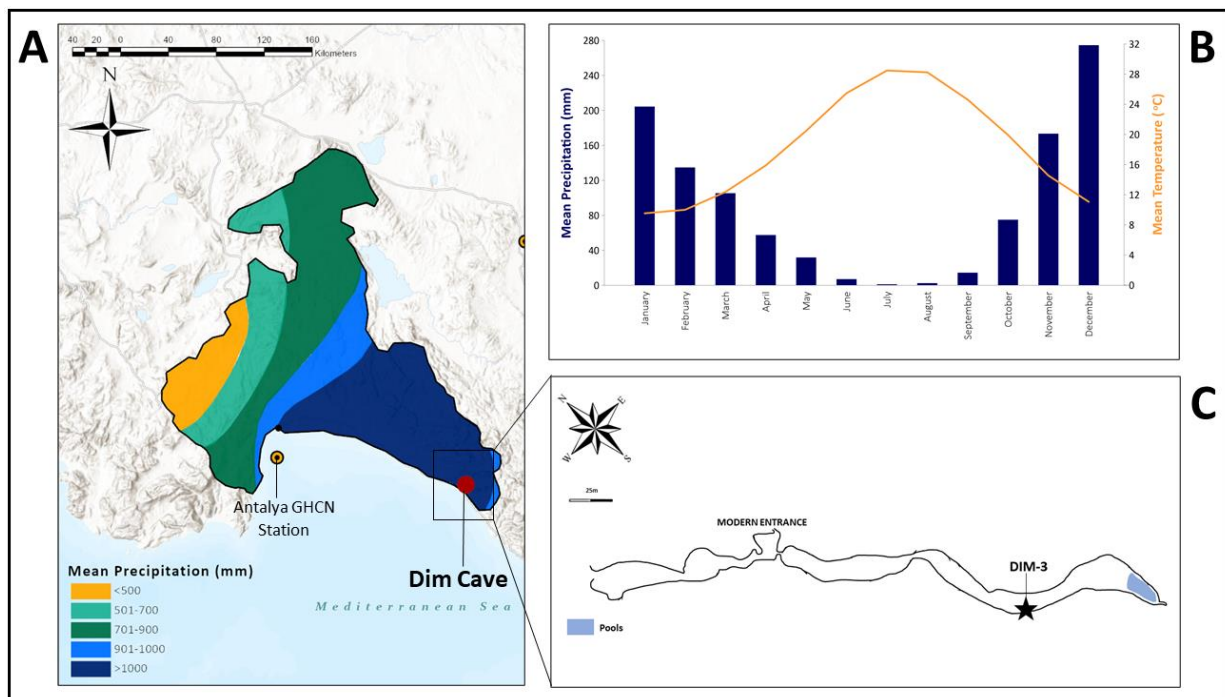 A
40 20 0 40 80 120 160
Kilometers
N
Antalya GHCN
Station
Dim Cave
Mediterranean Sea
Mean Precipitation (mm)
<500
501-700
701-900
901-1000
>1000
B
Mean Precipitation (mm)
280
240
200
160
120
80
40
0
32
28
24
20
16
12
8
4
0
Mean Temperature (°C)
January
February
March
April
May
June
July
August
September
October
November
December
C
N
E
W
S
25m
MODERN ENTRANCE
DIM-3
Pools